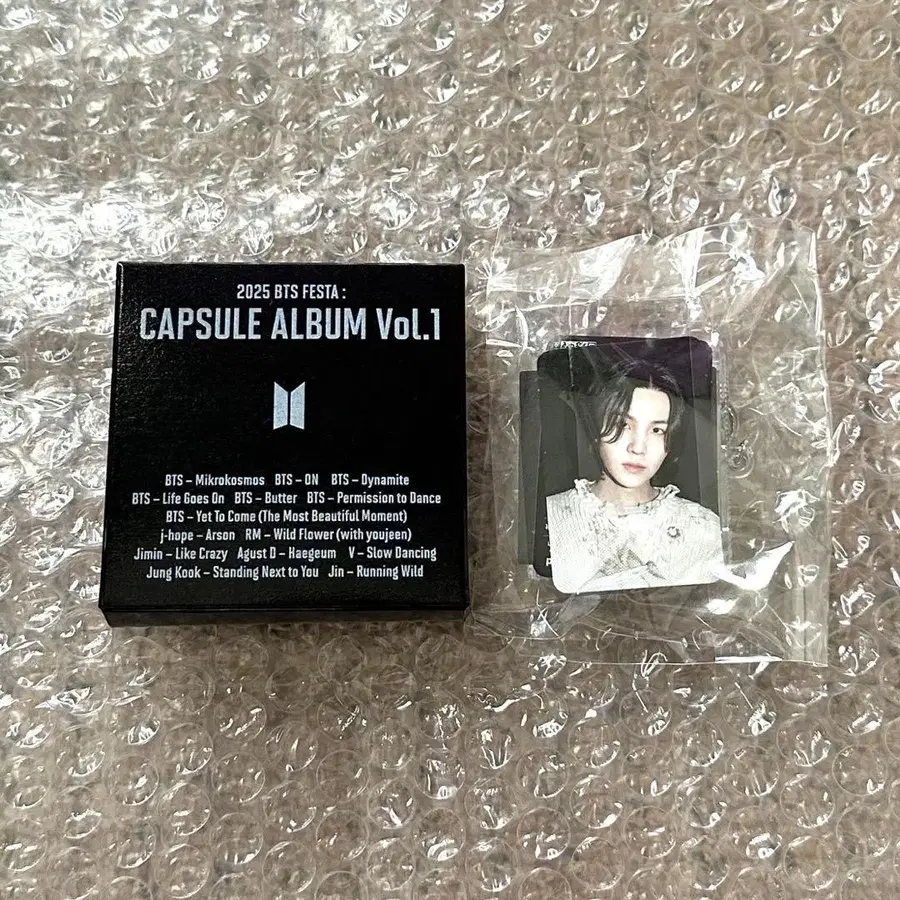 2025 BTS FESTA :
CAPSULE ALBUM Vol.1
BTS – Mikrokosmos BTS – ON BTS – Dynamite
BTS – Life Goes On BTS – Butter BTS – Permission to Dance
BTS – Yet To Come (The Most Beautiful Moment)
j-hope – Arson RM – Wild Flower (with youjeen)
Jimin – Like Crazy Agust D – Haegeum V – Slow Dancing
Jung Kook – Standing Next to You Jin – Running Wild